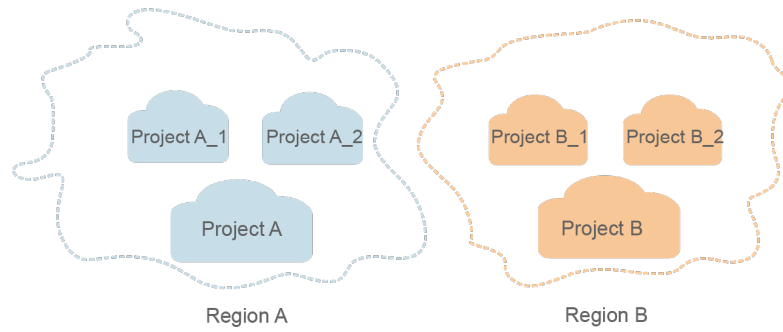 Project A_1
Project A_2
Project A
Region A
Project B_1
Project B_2
Project B
Region B